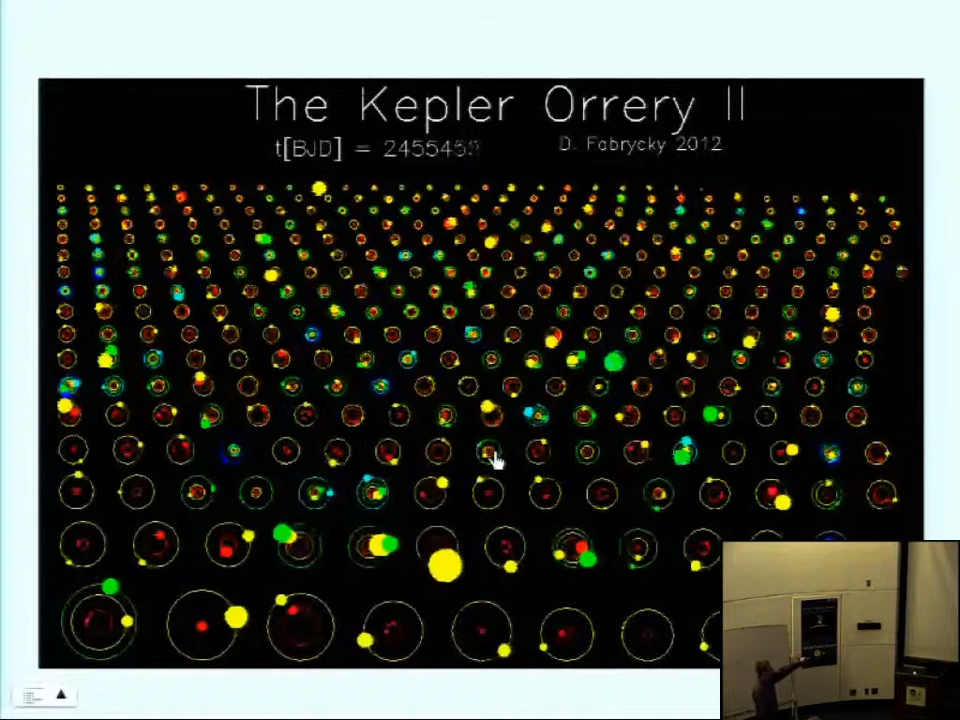 The Kepler Orrery II
t[BJD] =
D. Fabrycky 2012